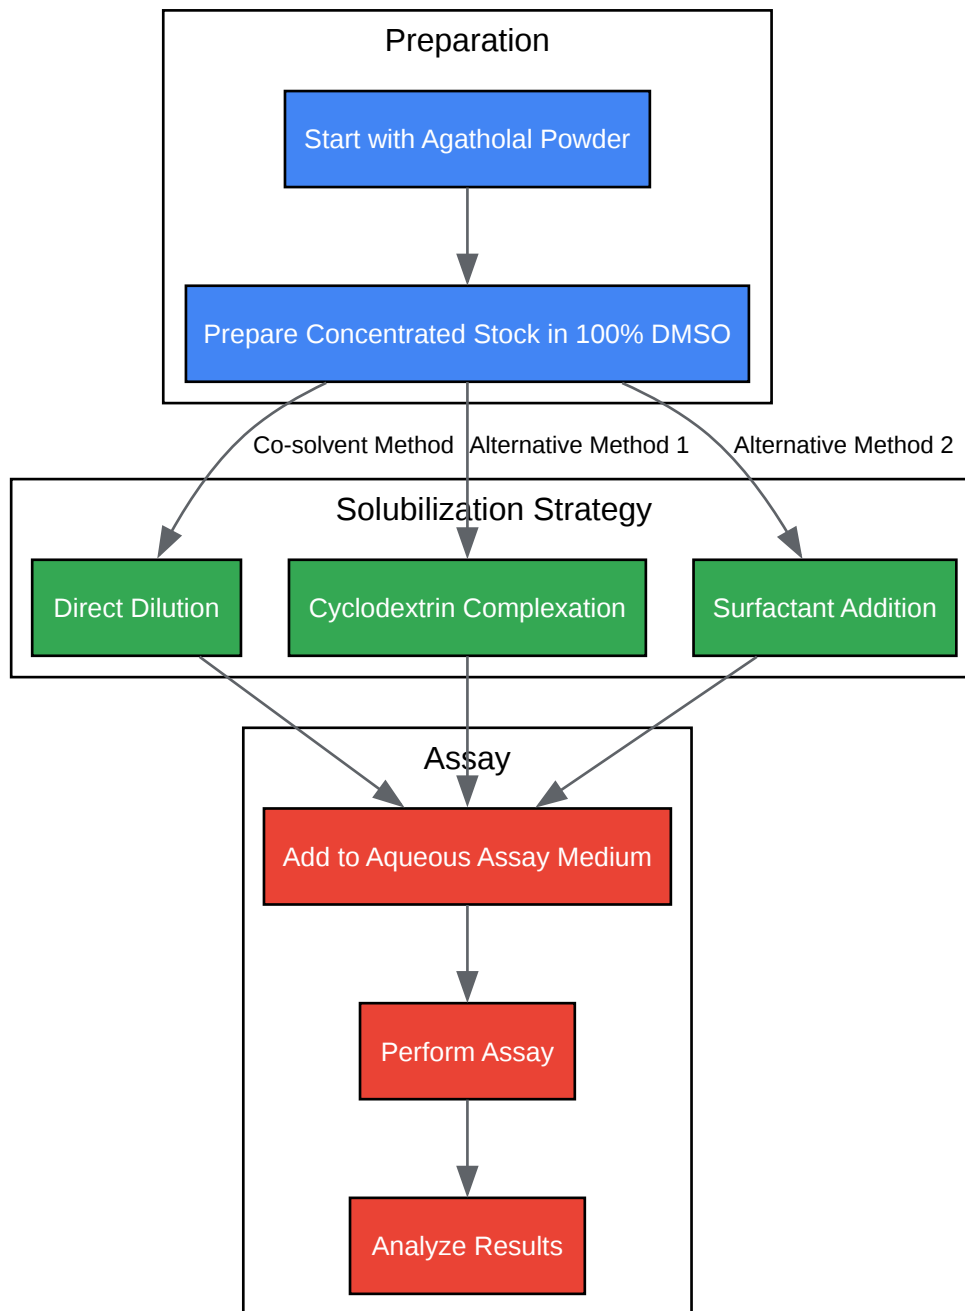 Preparation
Start with Agatholal Powder
Prepare Concentrated Stock in 100% DMSO
Co-solvent Method
Alternative Method 1
Alternative Method 2
Solubilization Strategy
Direct Dilution
Cyclodextrin Complexation
Surfactant Addition
Assay
Add to Aqueous Assay Medium
Perform Assay
Analyze Results